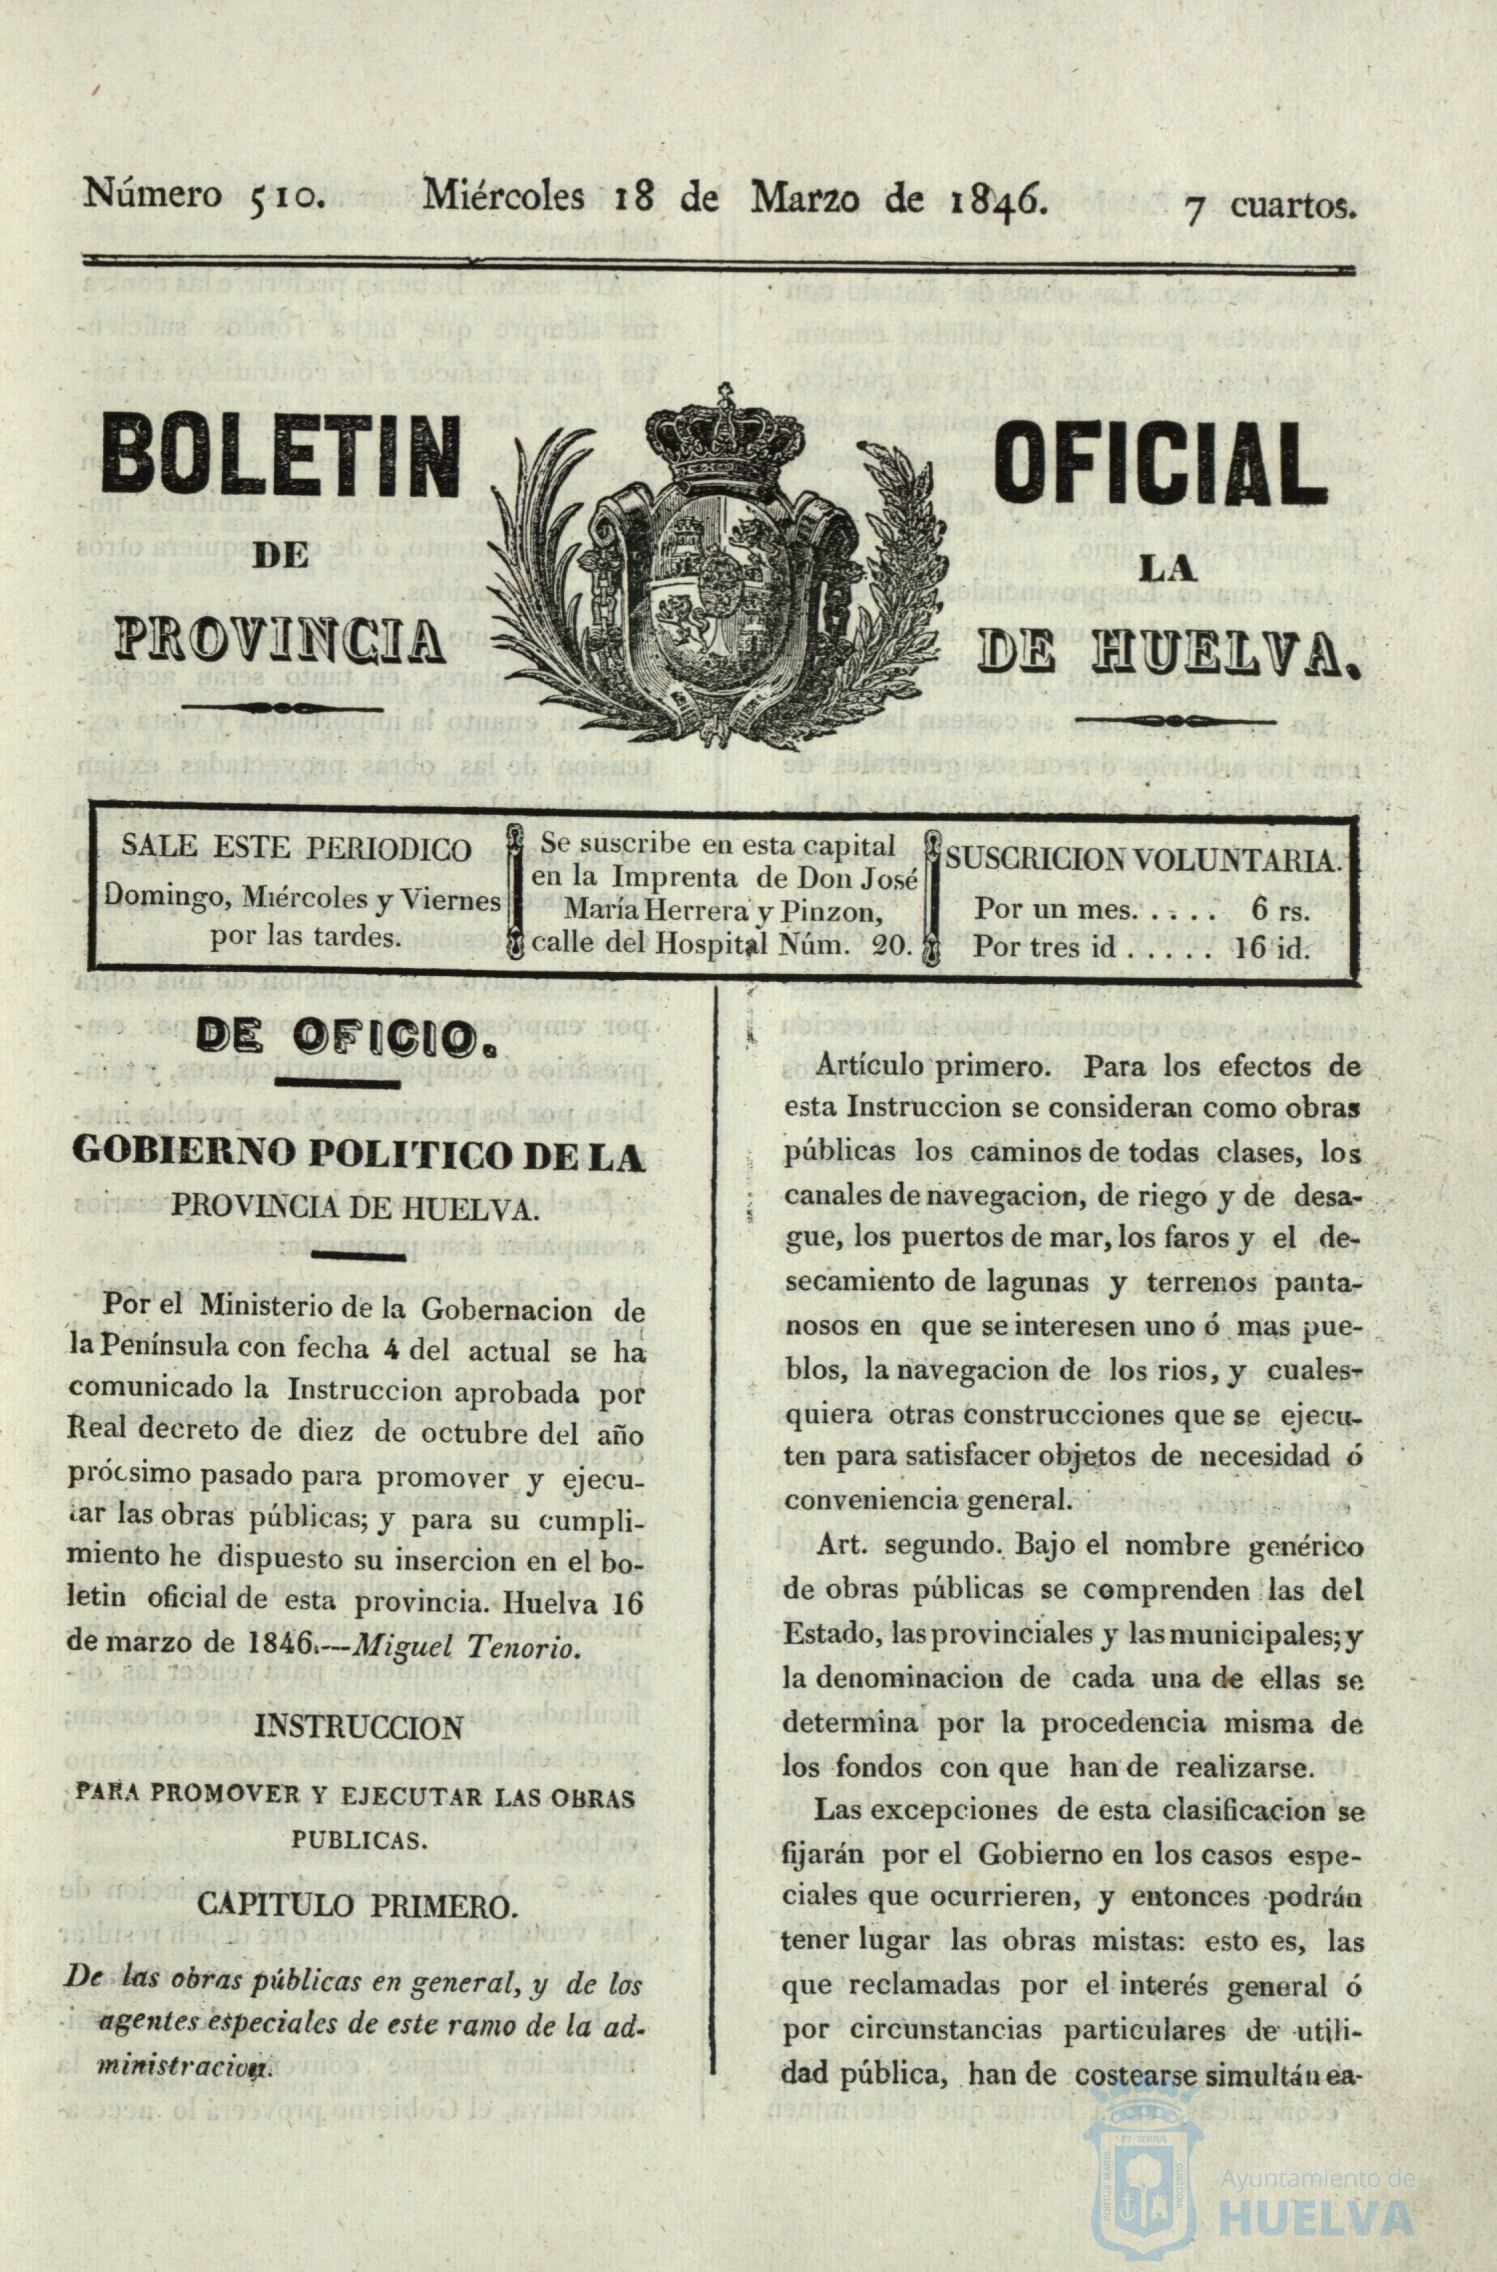 Número 510. Miércoles 18 de Marzo de 1846. 7 cuartos.
BOLETIN OFICIAL
DE LA
PROVINCIA DE HUELVA.
SALE ESTE PERIODICO
Domingo, Miércoles y Viernes
por las tardes.
Se suscribe en esta capital
en la Imprenta de Don José
María Herrera y Pinzon,
calle del Hospital Núm. 20.
SUSCRICION VOLUNTARIA.
Por un mes. . . . . 6 rs.
Por tres id . . . . . 16 id.
DE OFICIO.
GOBIERNO POLITICO DE LA
PROVINCIA DE HUELVA.
Por el Ministerio de la Gobernacion de
la Península con fecha 4 del actual se ha
comunicado la Instruccion aprobada por
Real decreto de diez de octubre del año
prócsimo pasado para promover y ejecu-
tar las obras públicas; y para su cumpli-
miento he dispuesto su insercion en el bo-
letin oficial de esta provincia. Huelva 16
de marzo de 1846.---Miguel Tenorio.
INSTRUCCION
PARA PROMOVER Y EJECUTAR LAS OBRAS
PUBLICAS.
CAPITULO PRIMERO.
De las obras públicas en general, y de los
agentes especiales de este ramo de la ad-
ministracion.
Artículo primero. Para los efectos de
esta Instruccion se consideran como obras
públicas los caminos de todas clases, los
canales de navegacion, de riego y de desa-
gue, los puertos de mar, los faros y el de-
secamiento de lagunas y terrenos panta-
nosos en que se interesen uno ó mas pue-
blos, la navegacion de los rios, y cuales-
quiera otras construcciones que se ejecu-
ten para satisfacer objetos de necesidad ó
conveniencia general.
Art. segundo. Bajo el nombre genérico
de obras públicas se comprenden las del
Estado, las provinciales y las municipales; y
la denominacion de cada una de ellas se
determina por la procedencia misma de
los fondos con que han de realizarse.
Las excepciones de esta clasificacion se
fijarán por el Gobierno en los casos espe-
ciales que ocurrieren, y entonces podrán
tener lugar las obras mistas: esto es, las
que reclamadas por el interés general ó
por circunstancias particulares de utili-
dad pública, han de costearse simultánea-
ET TERRÆ
PORTUS MARIS
CUSTODIA
Ayuntamiento de
HUELVA